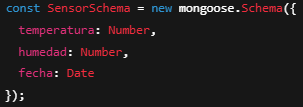 const SensorSchema = new mongoose.Schema({
  temperatura: Number,
  humedad: Number,
  fecha: Date
});